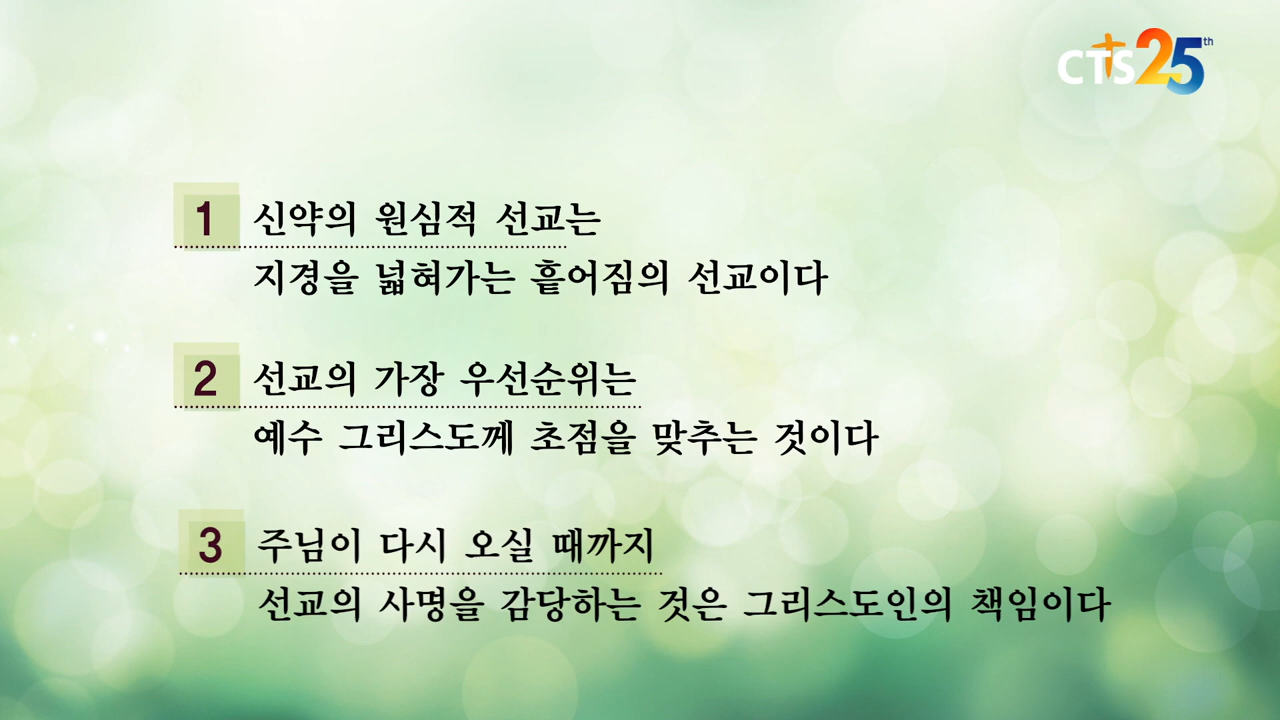 CTS 25th
1 신약의 원심적 선교는
지경을 넓혀가는 흩어짐의 선교이다
2 선교의 가장 우선순위는
예수 그리스도께 초점을 맞추는 것이다
3 주님이 다시 오실 때까지
선교의 사명을 감당하는 것은 그리스도인의 책임이다